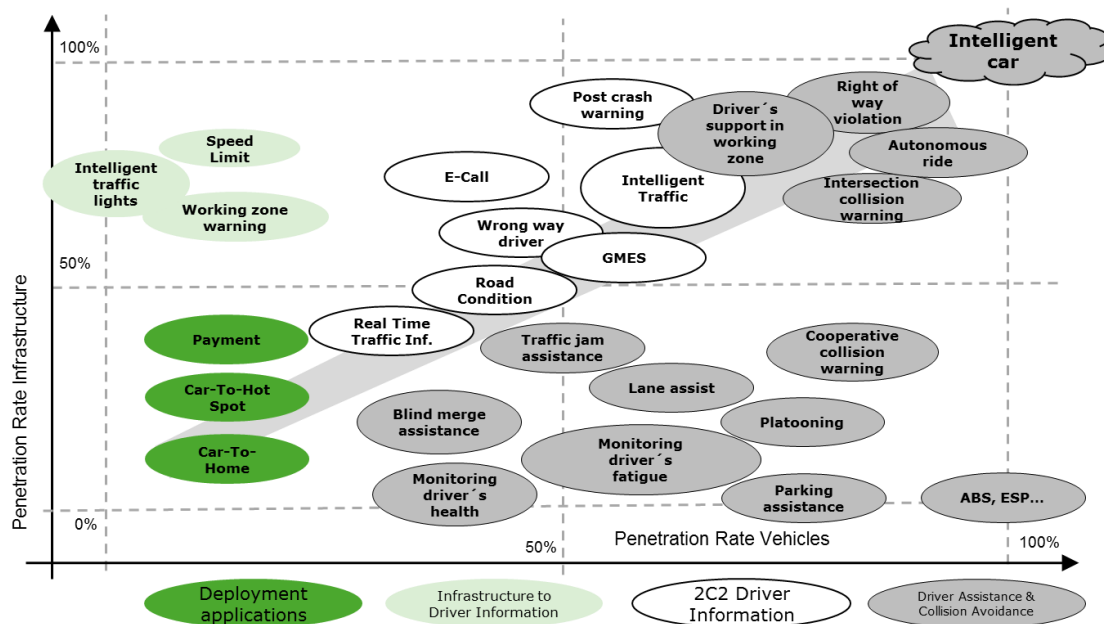 100%
Intelligent
car
Post crash
warning
Driver´s
support in
working
zone
Right of
way
violation
Speed
Limit
Autonomous
ride
Intelligent
traffic
lights
E-Call
Intelligent
Traffic
Intersection
collision
warning
Working zone
warning
Wrong way
driver
GMES
50%
Road
Condition
Real Time
Traffic Inf.
Payment
Traffic jam
assistance
Cooperative
collision
warning
Car-To-Hot
Spot
Lane assist
Blind merge
assistance
Platooning
Car-To-
Home
Monitoring
driver´s
fatigue
Monitoring
driver´s
health
Parking
assistance
ABS, ESP...
0%
Penetration Rate Infrastructure
50%
Penetration Rate Vehicles
100%
Deployment
applications
Infrastructure to
Driver Information
2C2 Driver
Information
Driver Assistance &
Collision Avoidance